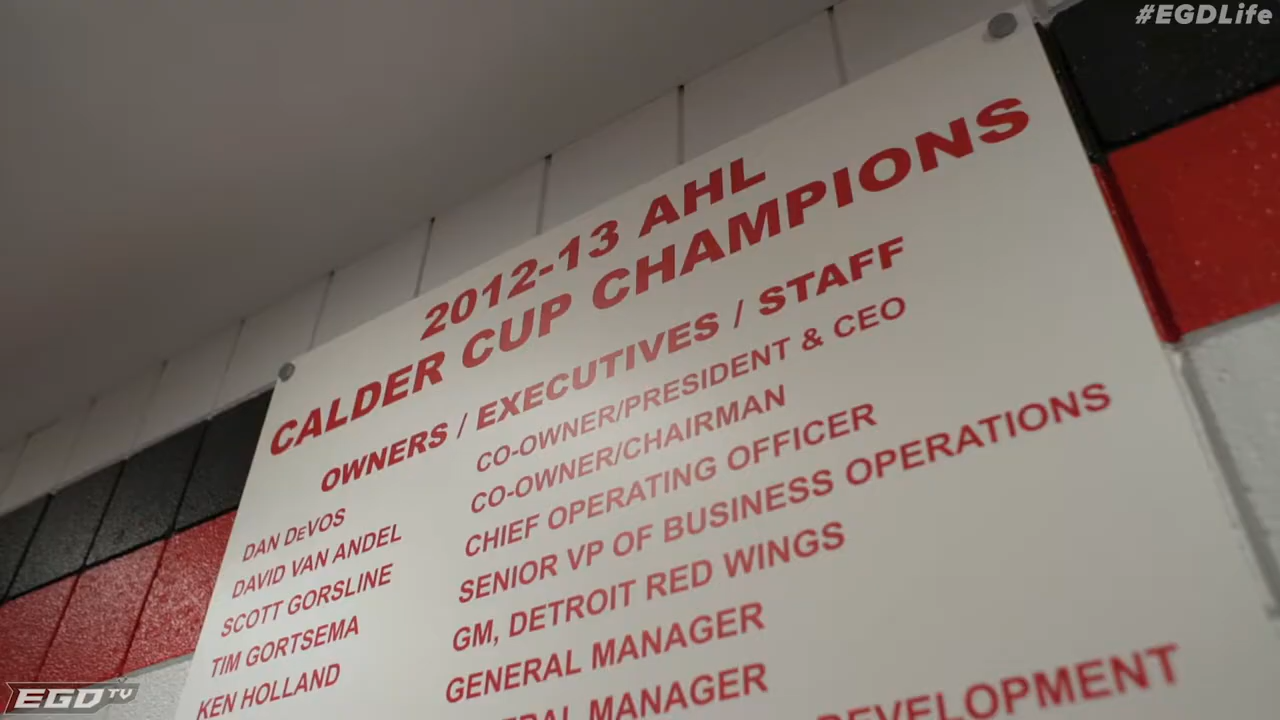 #EGDLife
2012-13 AHL
CALDER CUP CHAMPIONS
OWNERS / EXECUTIVES / STAFF
DAN DeVOS CO-OWNER/PRESIDENT & CEO
DAVID VAN ANDEL CO-OWNER/CHAIRMAN
SCOTT GORSLINE CHIEF OPERATING OFFICER
TIM GORTSEMA SENIOR VP OF BUSINESS OPERATIONS
KEN HOLLAND GM, DETROIT RED WINGS
GENERAL MANAGER
MANAGER
DEVELOPMENT
EGD TV